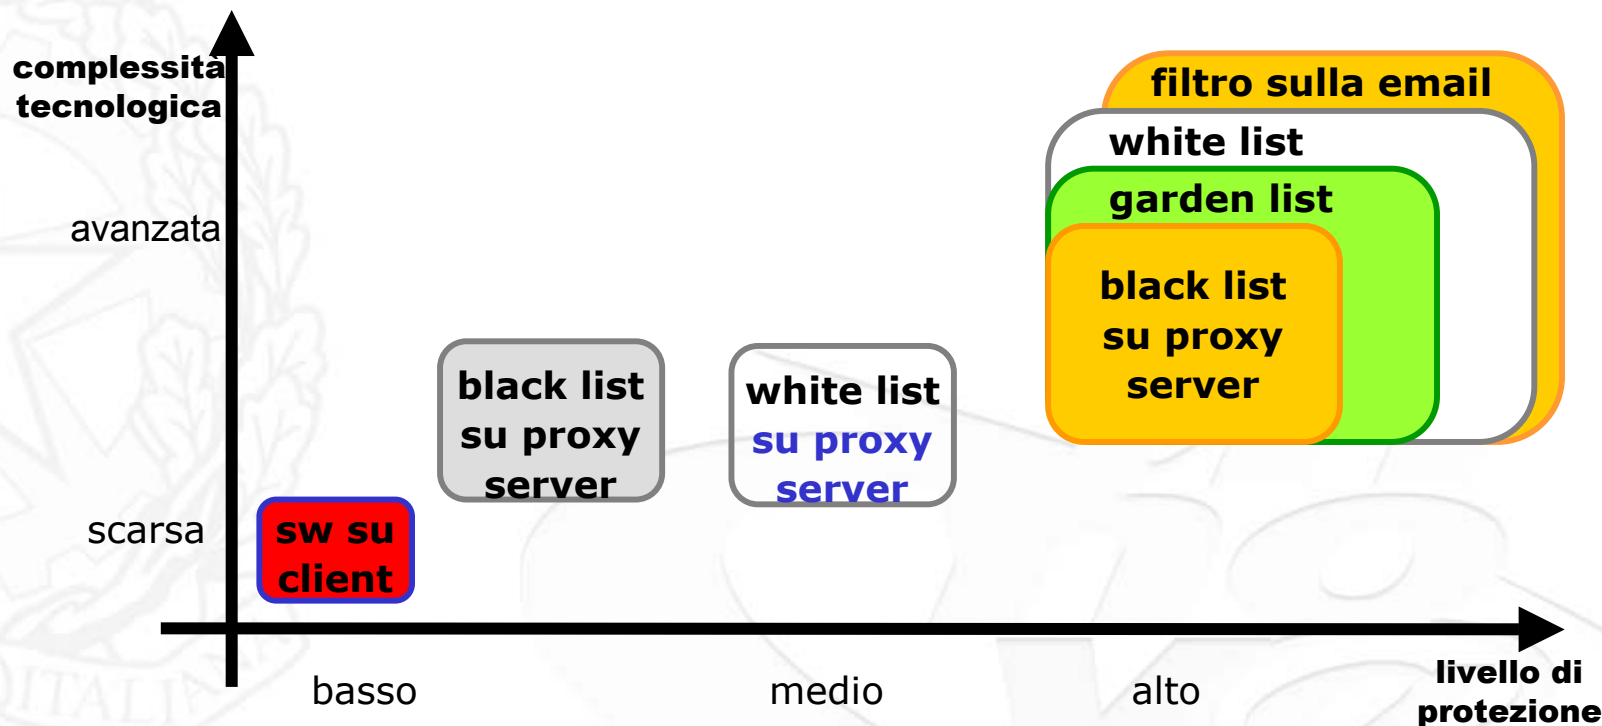 complessità
tecnologica
avanzata
scarsa
filtro sulla email
white list
garden list
black list
su proxy
server
black list
su proxy
server
white list
su proxy
server
sw su
client
basso
medio
alto
livello di
protezione